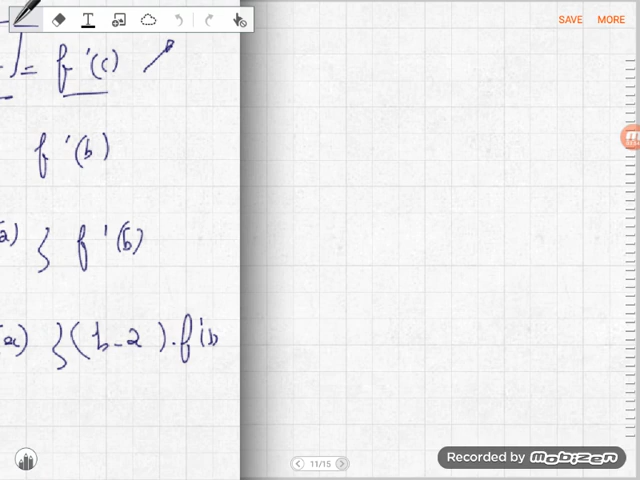 SAVE MORE
= f'(c)
f'(b)
a) } f'(b)
(a) } (b-a).f'(b
11/15
Recorded by mobizen